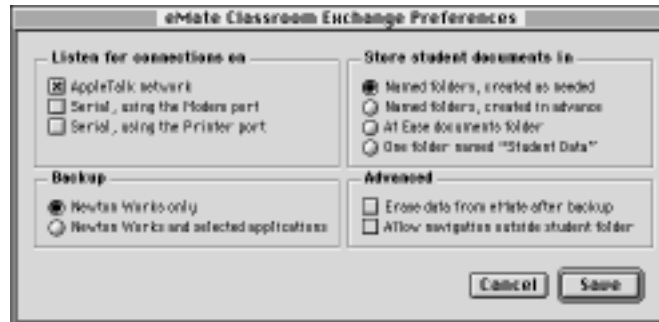 eMate Classroom Exchange Preferences
Listen for connections on
AppleTalk network
Serial, using the Modem port
Serial, using the Printer port
Store student documents in
Named folders, created as needed
Named folders, created in advance
At Ease documents folder
One folder named "Student Data"
Backup
Newton Works only
Newton Works and selected applications
Advanced
Erase data from eMate after backup
Allow navigation outside student folder
Cancel
Save